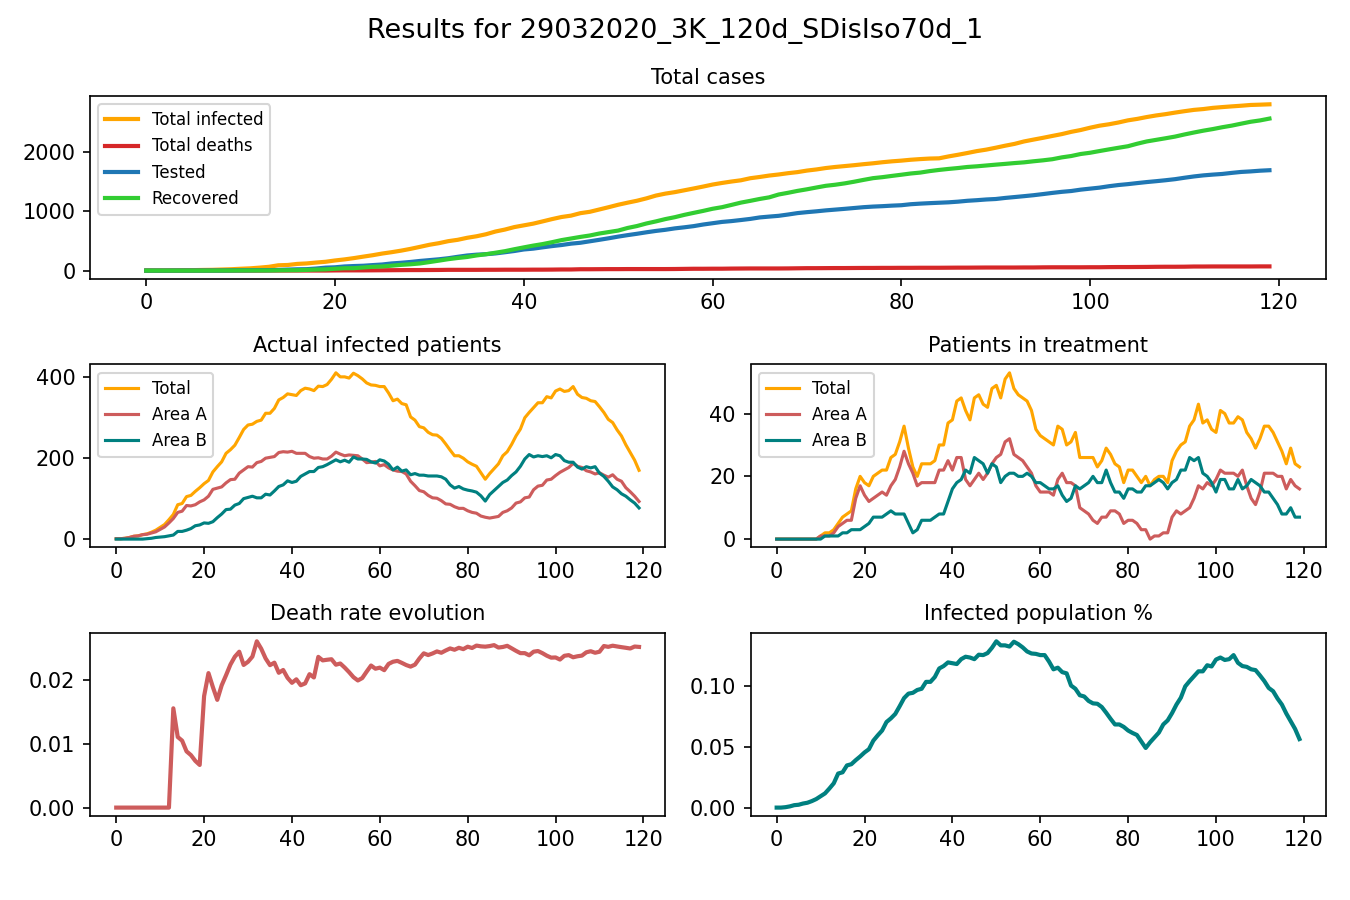 Results for 29032020_3K_120d_SDisIso70d_1
Total cases
Total infected
Total deaths
Tested
Recovered
2000
1000
0
0 20 40 60 80 100 120
Actual infected patients
Total
Area A
Area B
400
200
0
0 20 40 60 80 100 120
Patients in treatment
Total
Area A
Area B
40
20
0
0 20 40 60 80 100 120
Death rate evolution
0.02
0.01
0.00
0 20 40 60 80 100 120
Infected population %
0.10
0.05
0.00
0 20 40 60 80 100 120